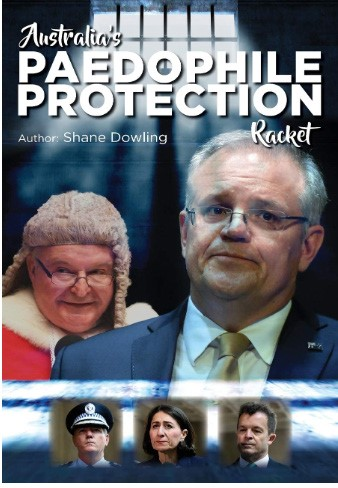 Australia's
PAEDOPHILE
PROTECTION
Racket
Author: Shane Dowling